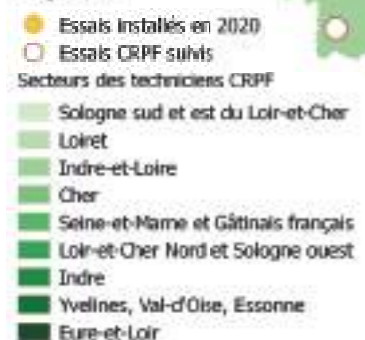 Essais installés en 2020
Essais CRPF suivis
Secteurs des techniciens CRPF
Sologne sud et est du Loir-et-Cher
Loiret
Indre-et-Loire
Cher
Seine-et-Marne et Gâtinais français
Loir-et-Cher Nord et Sologne ouest
Indre
Yvelines, Val-d'Oise, Essonne
Eure-et-Loir